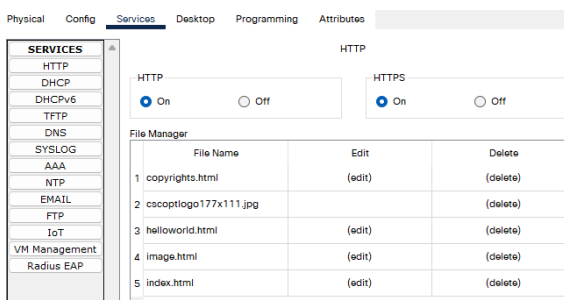 Physical Config Services Desktop Programming Attributes
SERVICES
HTTP
DHCP
DHCPv6
TFTP
DNS
SYSLOG
AAA
NTP
EMAIL
FTP
IoT
VM Management
Radius EAP
HTTP
HTTP
On Off
HTTPS
On Off
File Manager
File Name Edit Delete
1 copyrights.html (edit) (delete)
2 cscoptlogo177x111.jpg (delete)
3 helloworld.html (edit) (delete)
4 image.html (edit) (delete)
5 index.html (edit) (delete)